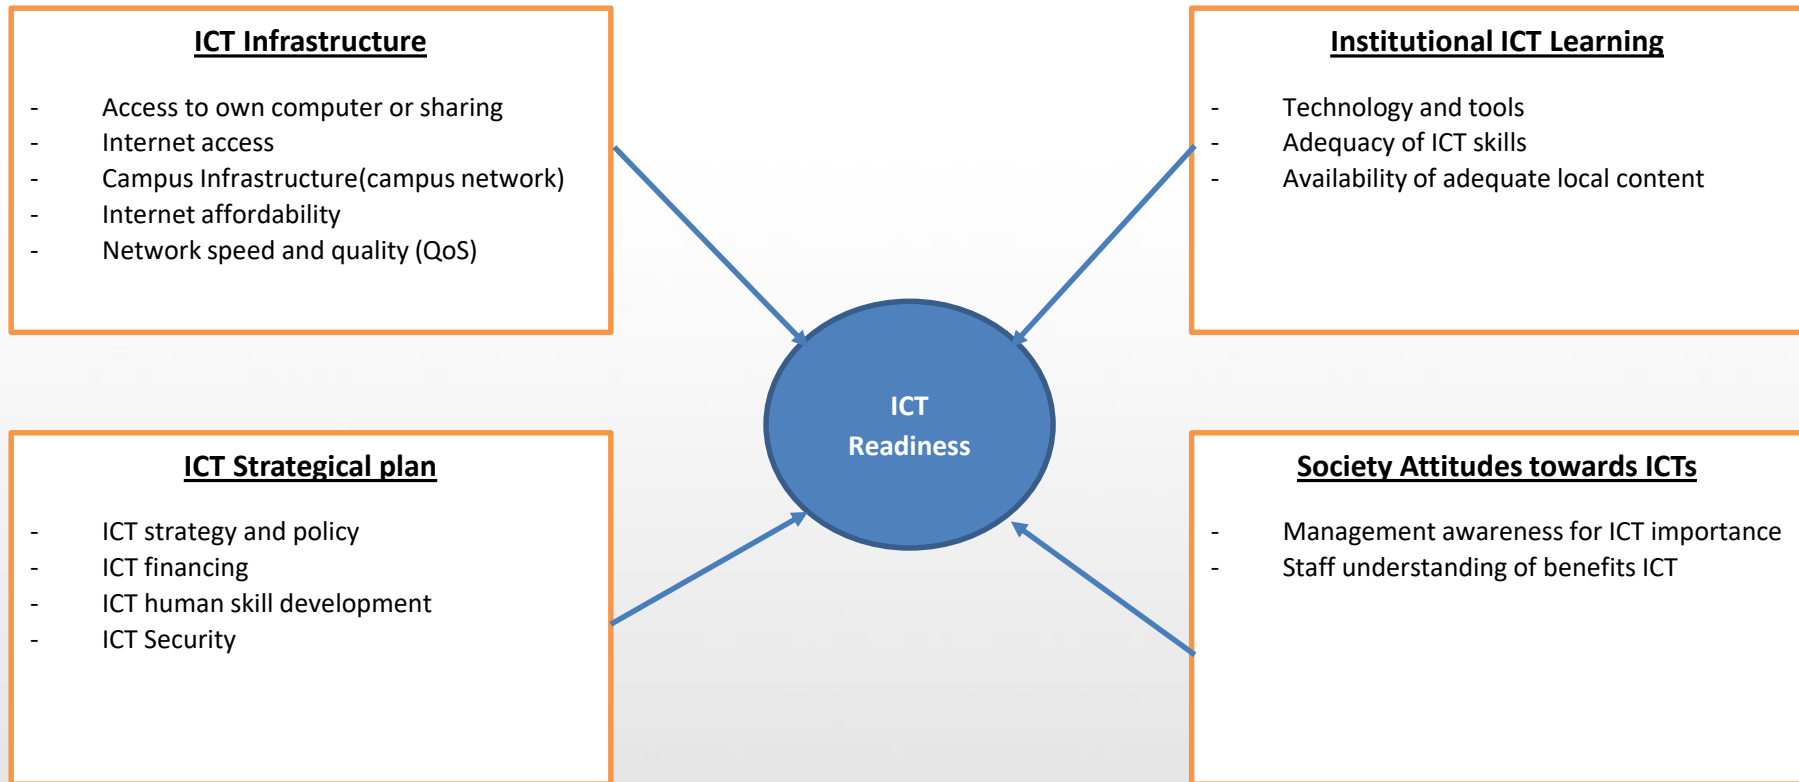 ICT Infrastructure
- Access to own computer or sharing
- Internet access
- Campus Infrastructure(campus network)
- Internet affordability
- Network speed and quality (QoS)
Institutional ICT Learning
- Technology and tools
- Adequacy of ICT skills
- Availability of adequate local content
ICT
Readiness
ICT Strategical plan
- ICT strategy and policy
- ICT financing
- ICT human skill development
- ICT Security
Society Attitudes towards ICTs
- Management awareness for ICT importance
- Staff understanding of benefits ICT